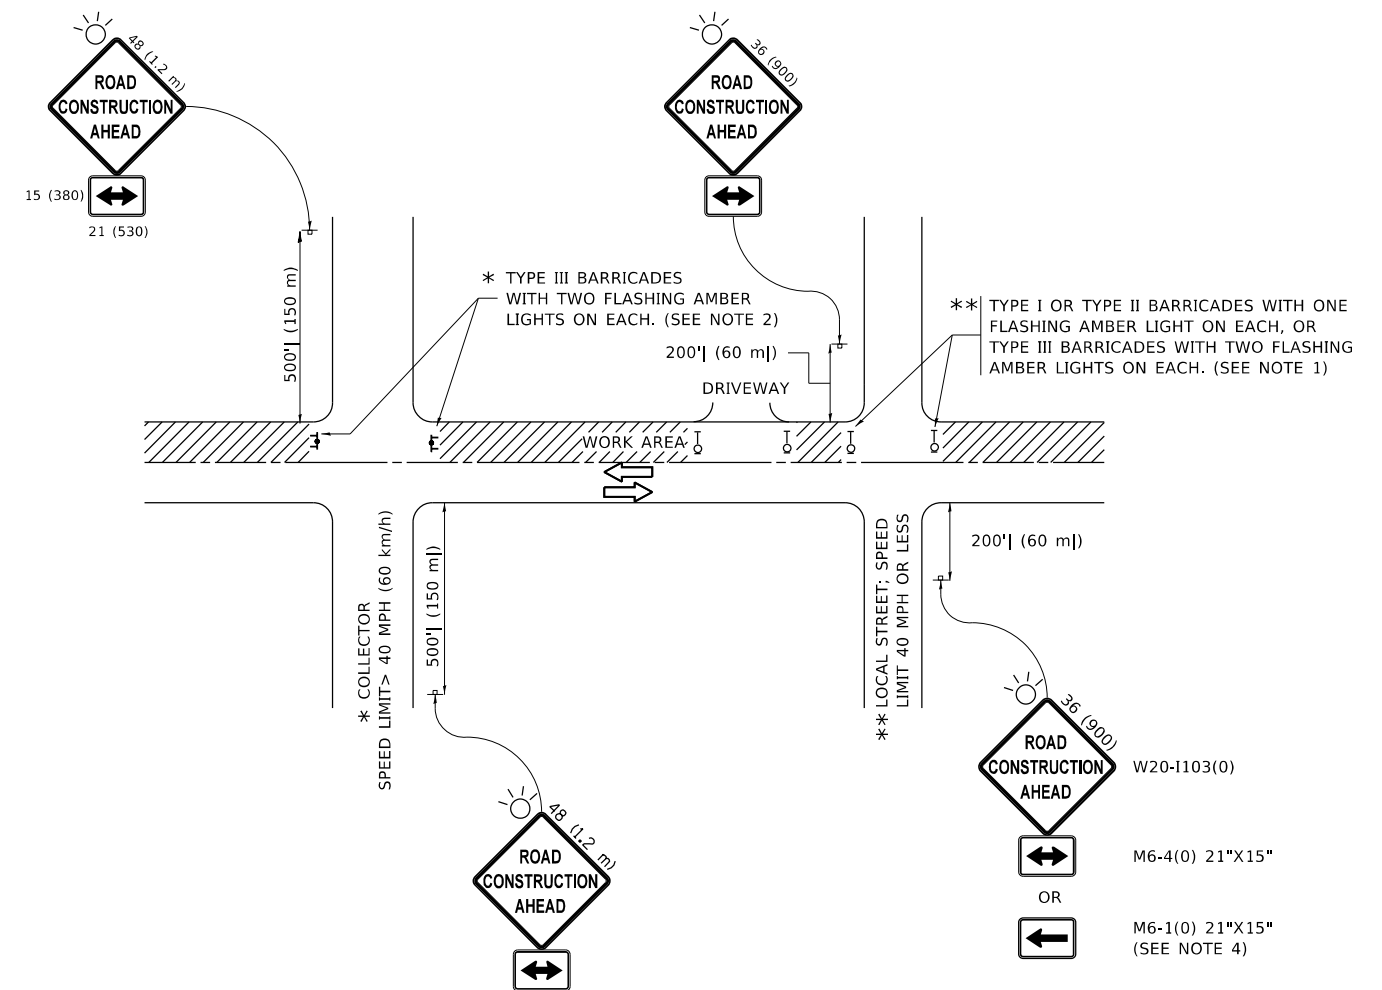 48 (1.2 m)
ROAD
CONSTRUCTION
AHEAD
15 (380)
21 (530)
36 (900)
ROAD
CONSTRUCTION
AHEAD
500'| (150 m)
* TYPE III BARRICADES
WITH TWO FLASHING AMBER
LIGHTS ON EACH. (SEE NOTE 2)
200'| (60 m|)
DRIVEWAY
** TYPE I OR TYPE II BARRICADES WITH ONE
FLASHING AMBER LIGHT ON EACH, OR
TYPE III BARRICADES WITH TWO FLASHING
AMBER LIGHTS ON EACH. (SEE NOTE 1)
WORK AREA
* COLLECTOR
SPEED LIMIT> 40 MPH (60 km/h)
500'| (150 m|)
** LOCAL STREET; SPEED
LIMIT 40 MPH OR LESS
200'| (60 m|)
48 (1.2 m)
ROAD
CONSTRUCTION
AHEAD
36 (900)
ROAD
CONSTRUCTION
AHEAD
W20-I103(0)
M6-4(0) 21"X15"
OR
M6-1(0) 21"X15"
(SEE NOTE 4)